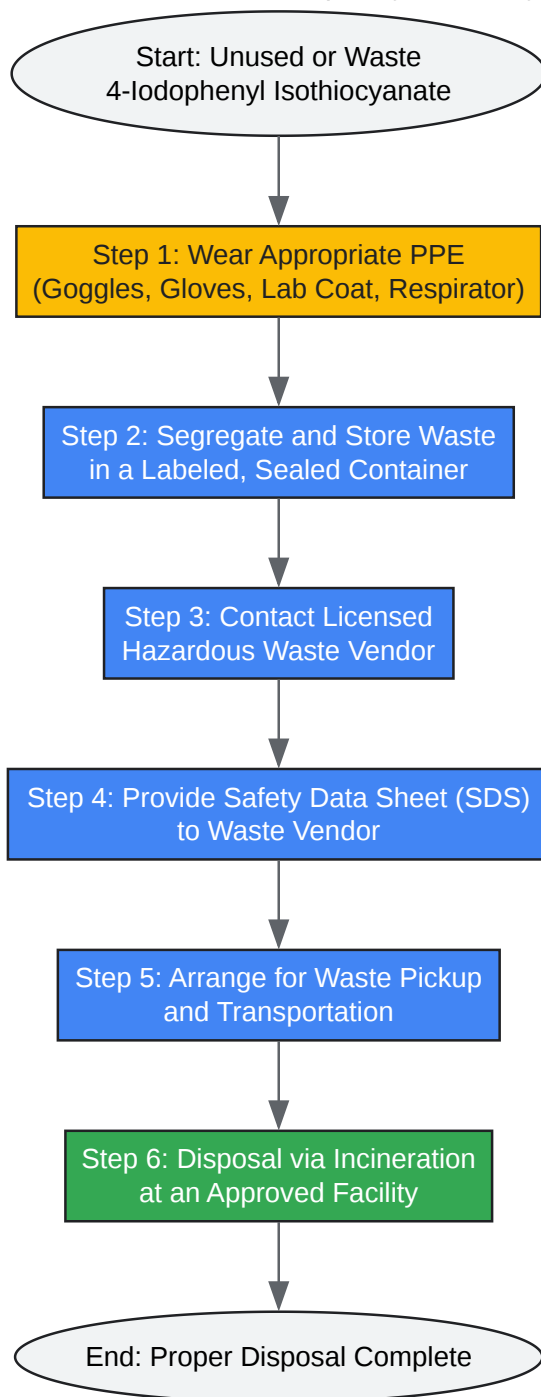 Start: Unused or Waste
4-Iodophenyl Isothiocyanate
Step 1: Wear Appropriate PPE
(Goggles, Gloves, Lab Coat, Respirator)
Step 2: Segregate and Store Waste
in a Labeled, Sealed Container
Step 3: Contact Licensed
Hazardous Waste Vendor
Step 4: Provide Safety Data Sheet (SDS)
to Waste Vendor
Step 5: Arrange for Waste Pickup
and Transportation
Step 6: Disposal via Incineration
at an Approved Facility
End: Proper Disposal Complete